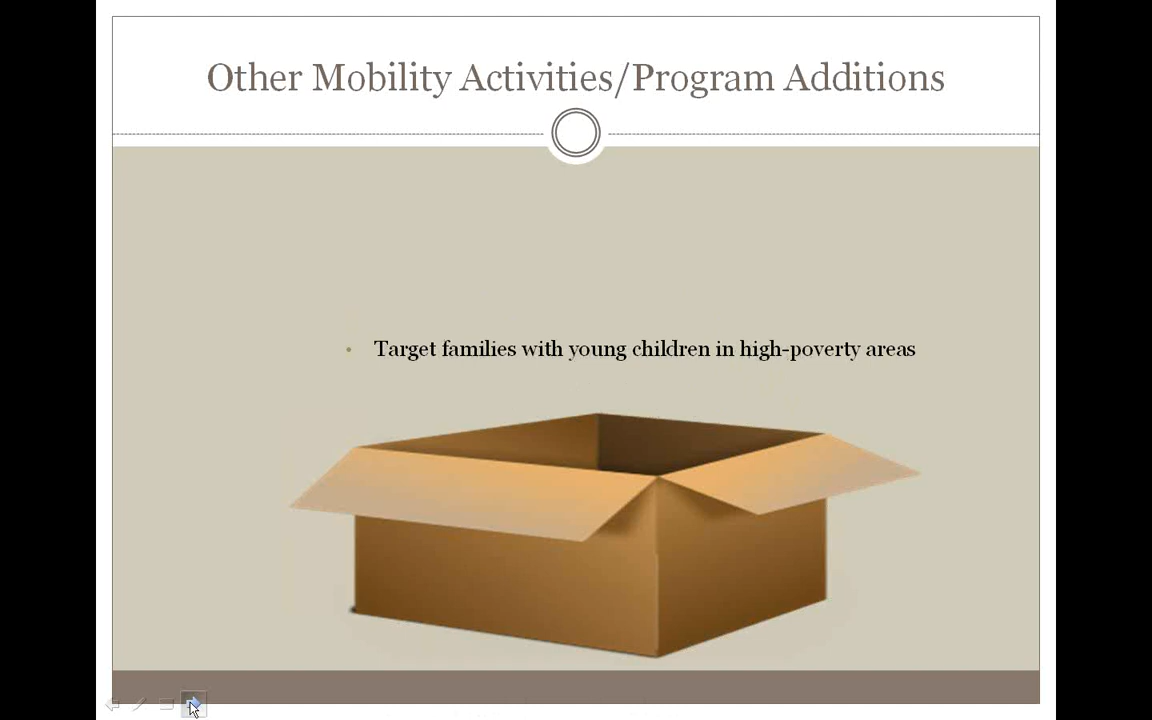 Other Mobility Activities/Program Additions
• Target families with young children in high-poverty areas